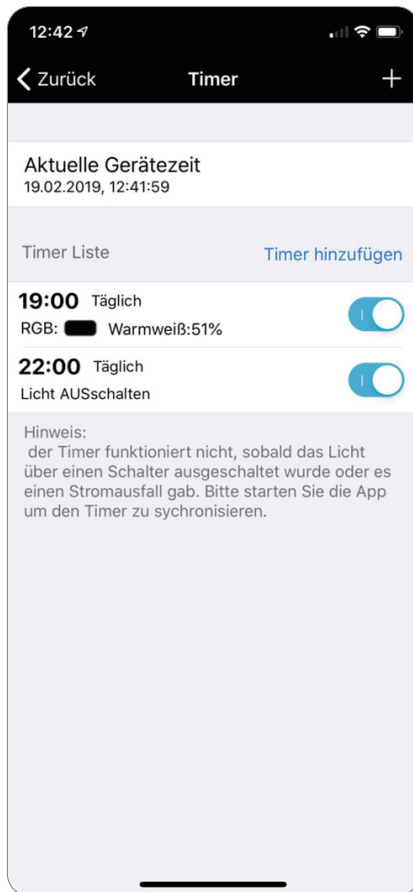 12:42
Zurück Timer +
Aktuelle Gerätezeit
19.02.2019, 12:41:59
Timer Liste Timer hinzufügen
19:00 Täglich
RGB: Warmweiß:51%
22:00 Täglich
Licht AUSschalten
Hinweis:
der Timer funktioniert nicht, sobald das Licht
über einen Schalter ausgeschaltet wurde oder es
einen Stromausfall gab. Bitte starten Sie die App
um den Timer zu sychronisieren.